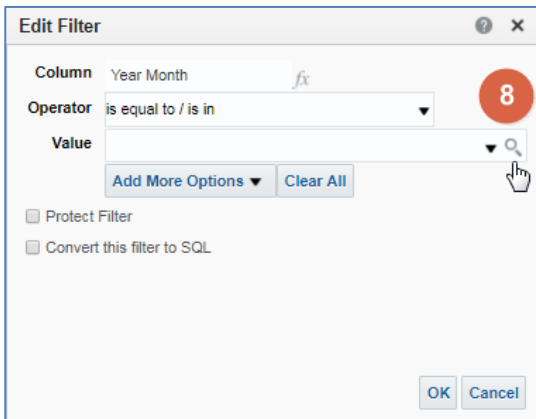 Edit Filter ? ×
Column Year Month fx
8
Operator is equal to / is in
Value
Add More Options Clear All
Protect Filter
Convert this filter to SQL
OK Cancel